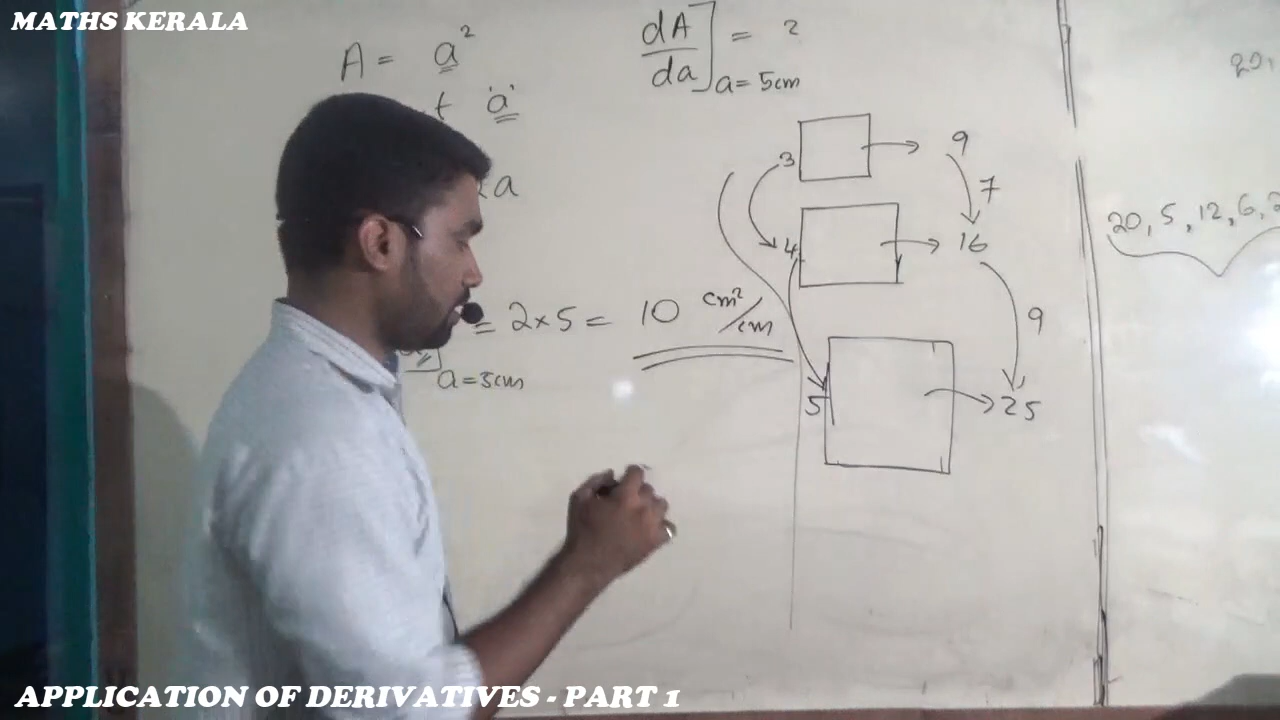 MATHS KERALA
A = a²
t 'a'
2a
= 2×5 = 10 cm²/cm
a=5cm
dA/da]a=5cm = ?
3 → 9
7
4 → 16
9
5 → 25
20, 5, 12, 6,
APPLICATION OF DERIVATIVES - PART 1